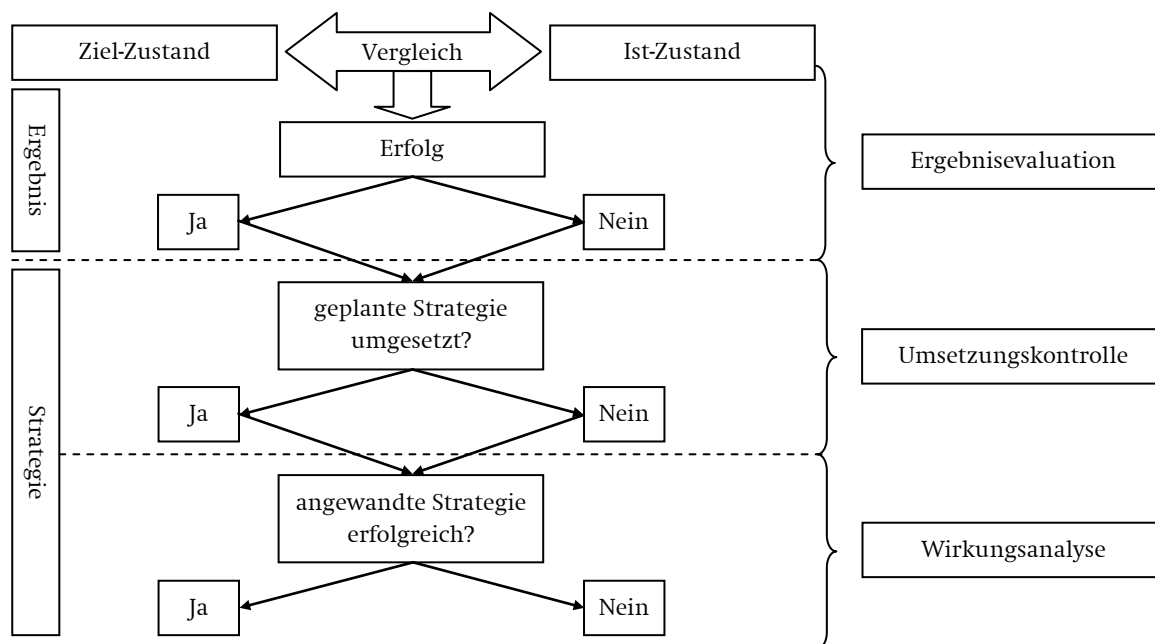 Ziel-Zustand
Vergleich
Ist-Zustand
Ergebnis
Erfolg
Ergebnisevaluation
Ja
Nein
Strategie
geplante Strategie
umgesetzt?
Umsetzungskontrolle
Ja
Nein
angewandte Strategie
erfolgreich?
Wirkungsanalyse
Ja
Nein